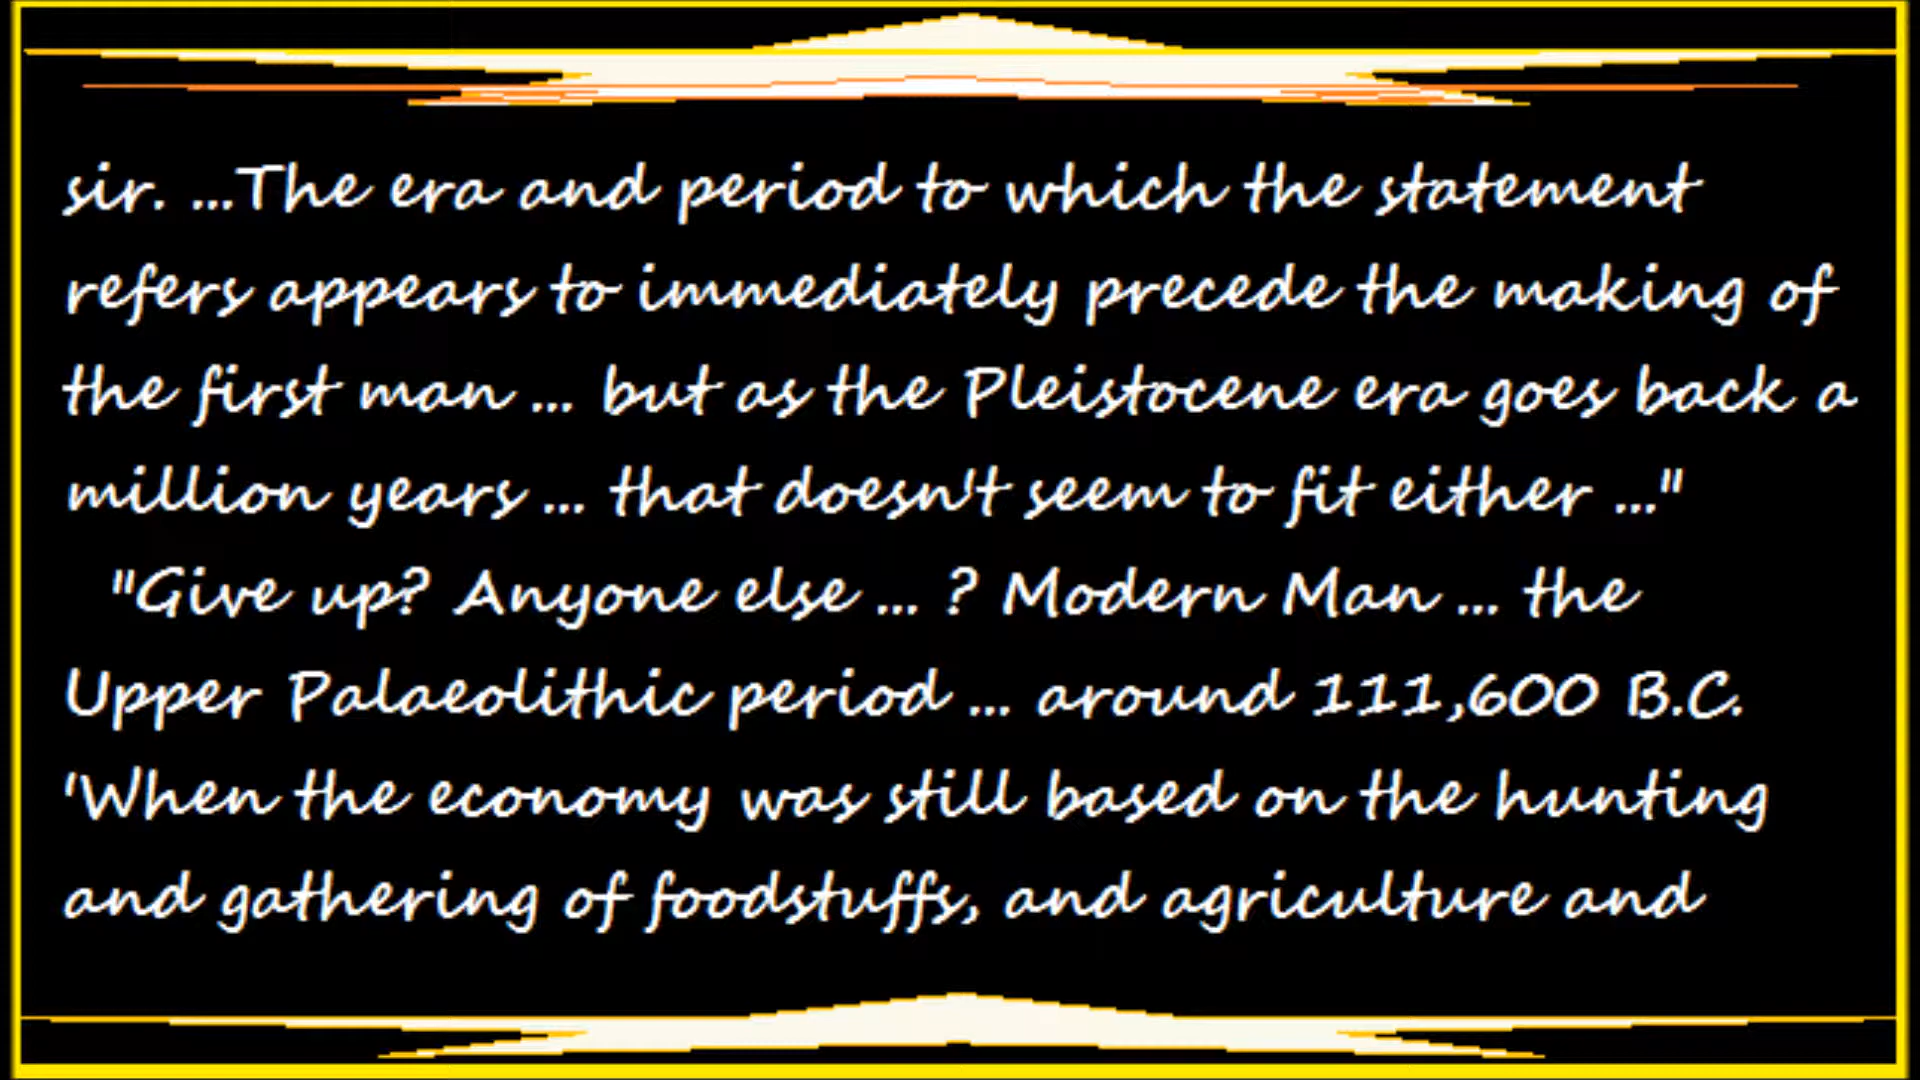 sir. ...The era and period to which the statement
refers appears to immediately precede the making of
the first man ... but as the Pleistocene era goes back a
million years ... that doesn't seem to fit either ..."
"Give up? Anyone else ... ? Modern Man ... the
Upper Palaeolithic period ... around 111,600 B.C.
'When the economy was still based on the hunting
and gathering of foodstuffs, and agriculture and